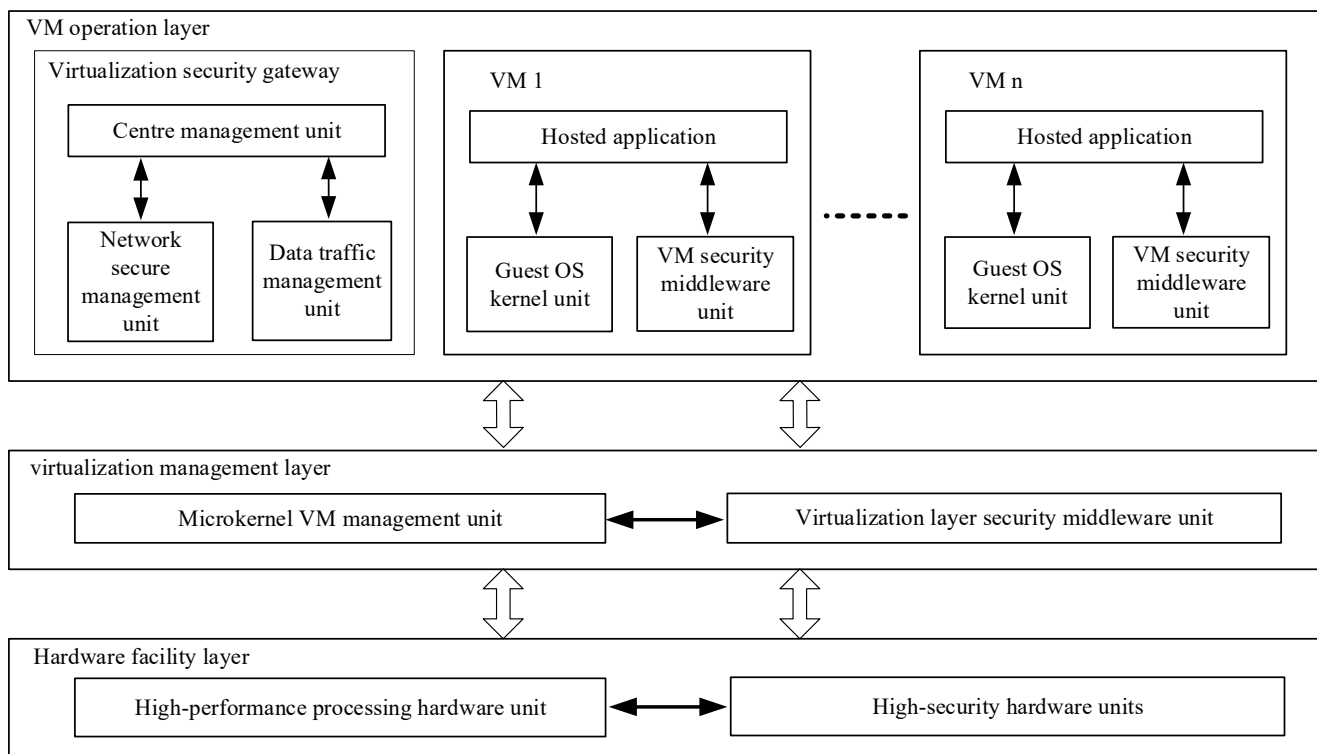 VM operation layer
Virtualization security gateway
Centre management unit
Network
secure
management
unit
Data traffic
management
unit
VM 1
Hosted application
Guest OS
kernel unit
VM security
middleware
unit
VM n
Hosted application
Guest OS
kernel unit
VM security
middleware
unit
virtualization management layer
Microkernel VM management unit
Virtualization layer security middleware unit
Hardware facility layer
High-performance processing hardware unit
High-security hardware units